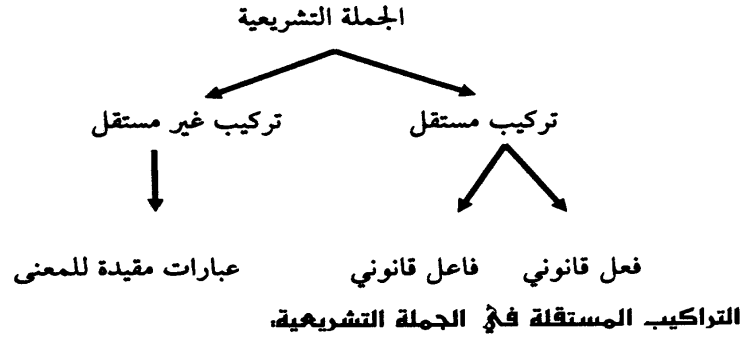 الجملة التشريعية
تركيب مستقل تركيب غير مستقل
فعل قانوني فاعل قانوني عبارات مقيدة للمعنى
التراكيب المستقلة في الجملة التشريعية: